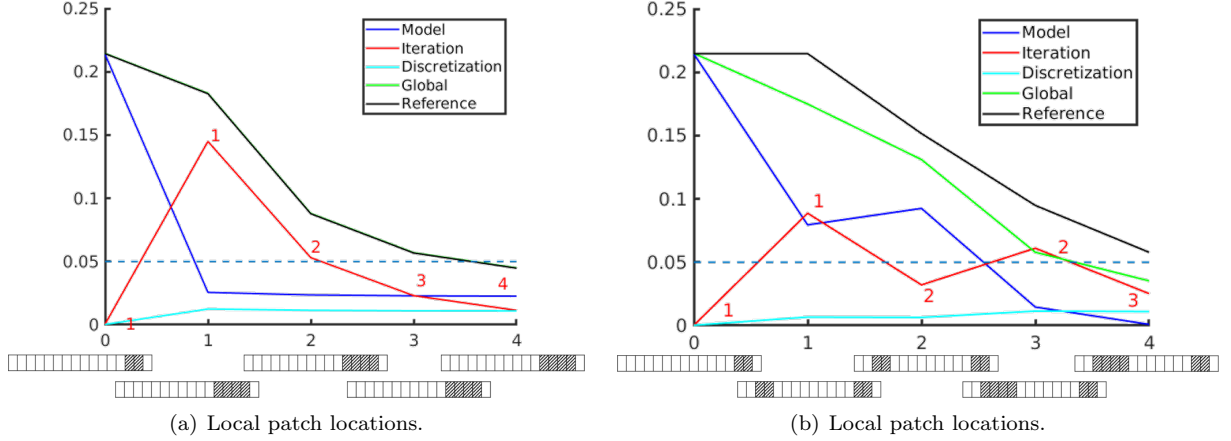 0.25
0.2
0.15
0.1
0.05
0
0 1 2 3 4
Model
Iteration
Discretization
Global
Reference
1
1
2
3
4
(a) Local patch locations.
0.25
0.2
0.15
0.1
0.05
0
0 1 2 3 4
Model
Iteration
Discretization
Global
Reference
1
1
2
2
3
(b) Local patch locations.